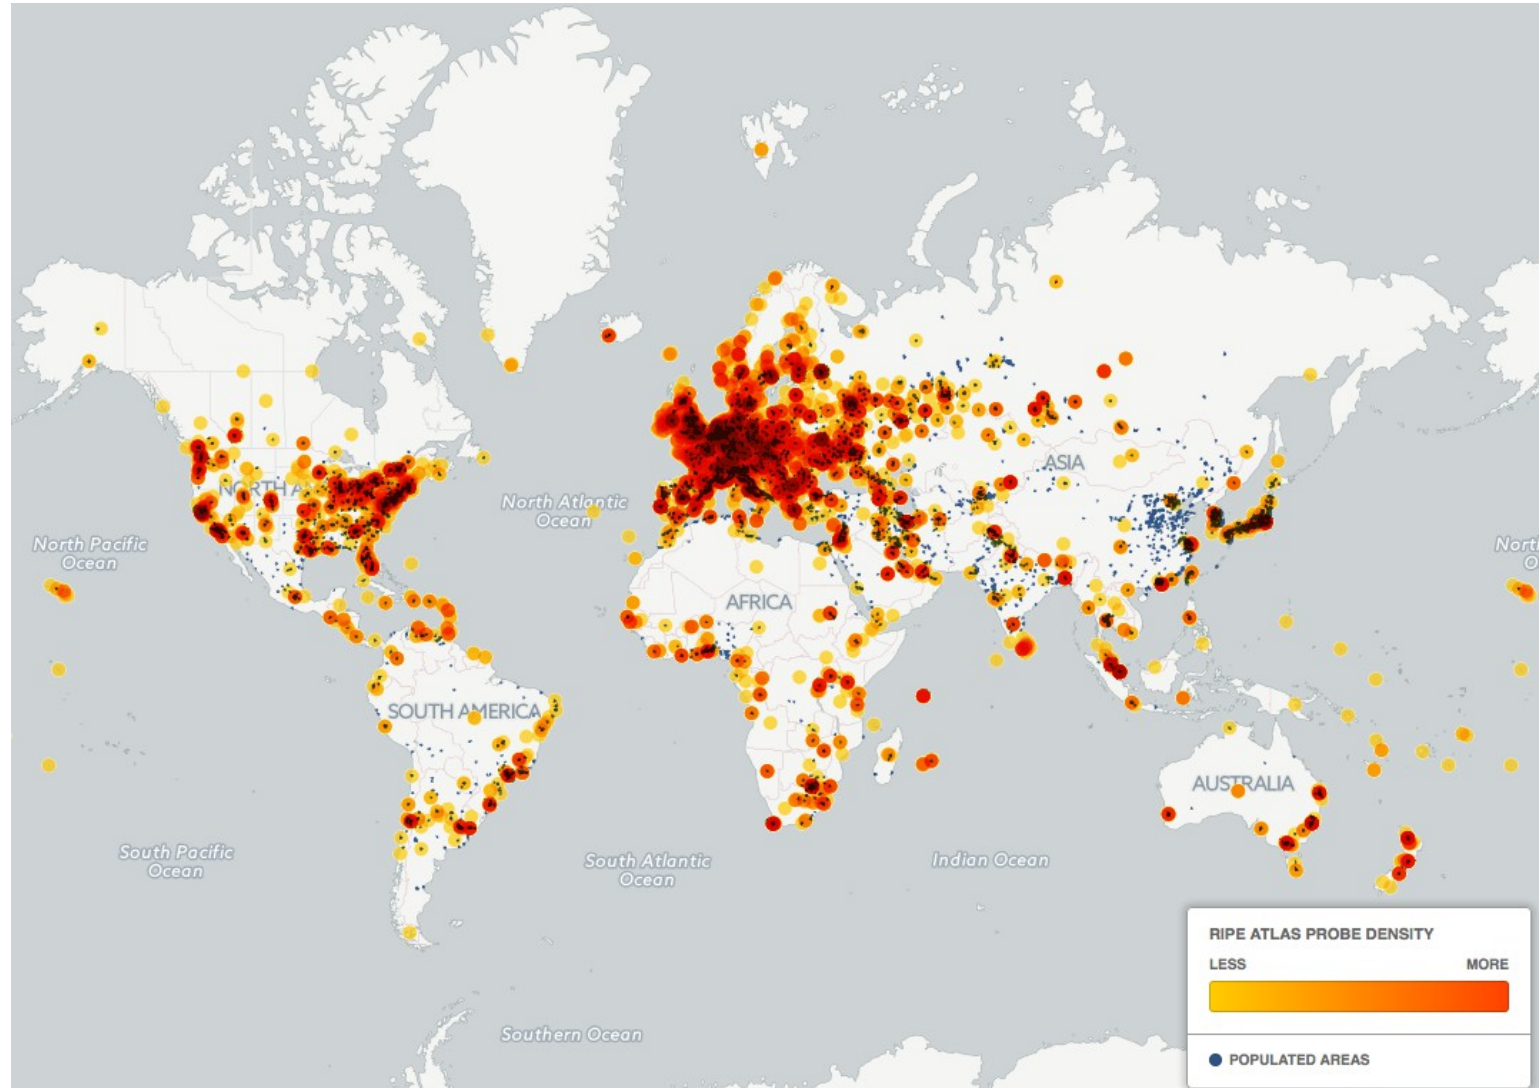 NORTH A
North Atlantic
Ocean
ASIA
North Pacific
Ocean
North
O
AFRICA
SOUTH AMERICA
AUSTRALIA
South Pacific
Ocean
South Atlantic
Ocean
Indian Ocean
Southern Ocean
RIPE ATLAS PROBE DENSITY
LESS MORE
POPULATED AREAS